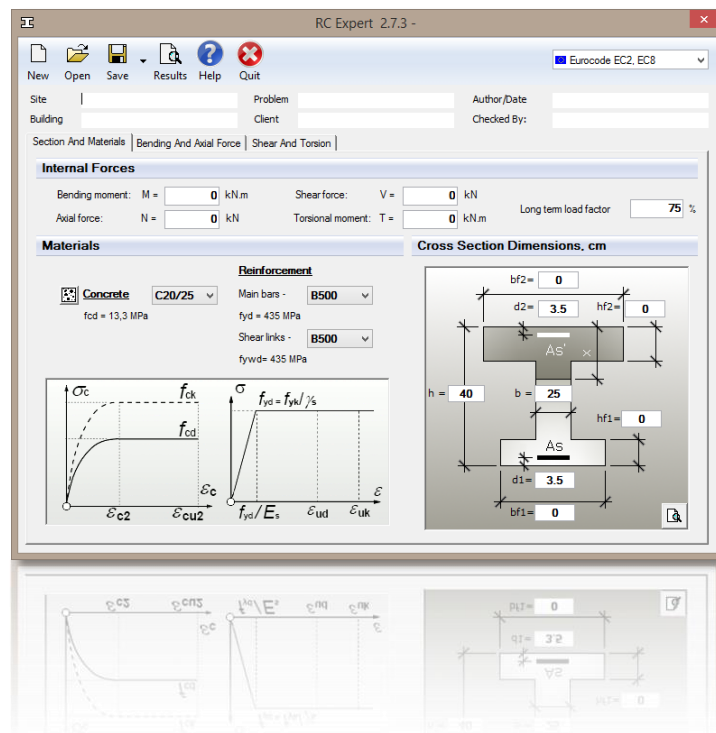 RC Expert 2.7.3 -
New Open Save Results Help Quit
Eurocode EC2, EC8
Site Problem Author/Date
Building Client Checked By:
Section And Materials Bending And Axial Force Shear And Torsion
Internal Forces
Bending moment: M = 0 kN.m Shear force: V = 0 kN
Axial force: N = 0 kN Torsional moment: T = 0 kN.m
Long term load factor 75 %
Materials
Reinforcement
Concrete C20/25 Main bars - B500
fcd = 13,3 MPa fyd = 435 MPa
Shear links - B500
fywd= 435 MPa
σc fck
fcd
εc
εc2 εcu2
σ fyd = fyk/γs
ε
fyd/Es εud εuk
Cross Section Dimensions, cm
bf2= 0
d2= 3.5 hf2= 0
As' x
h = 40 b = 25
hf1= 0
As
d1= 3.5
bf1= 0